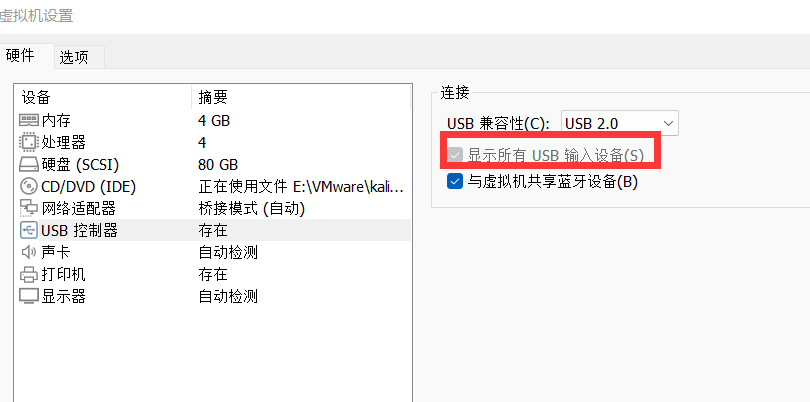 虚拟机设置
硬件 选项
设备 摘要
内存 4 GB
处理器 4
硬盘 (SCSI) 80 GB
CD/DVD (IDE) 正在使用文件 E:\VMware\kali...
网络适配器 桥接模式 (自动)
USB 控制器 存在
声卡 自动检测
打印机 存在
显示器 自动检测
连接
USB 兼容性(C): USB 2.0
显示所有 USB 输入设备(S)
与虚拟机共享蓝牙设备(B)